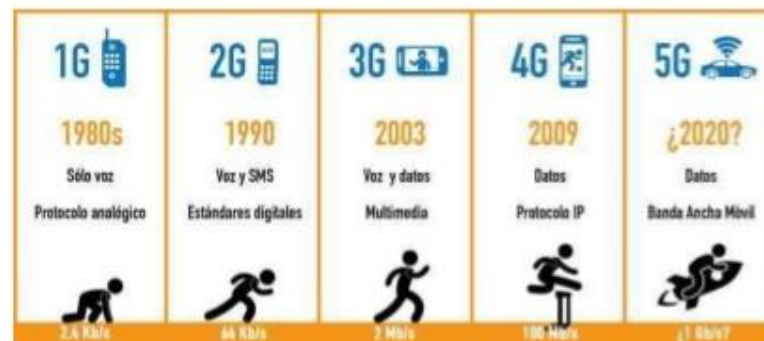 1G
1980s
Sólo voz
Protocolo analógico
2,4 Kb/s
2G
1990
Voz y SMS
Estándares digitales
64 Kb/s
3G
2003
Voz y datos
Multimedia
2 Mb/s
4G
2009
Datos
Protocolo IP
100 Mb/s
5G
¿2020?
Datos
Banda Ancha Móvil
¿1 Gb/s?